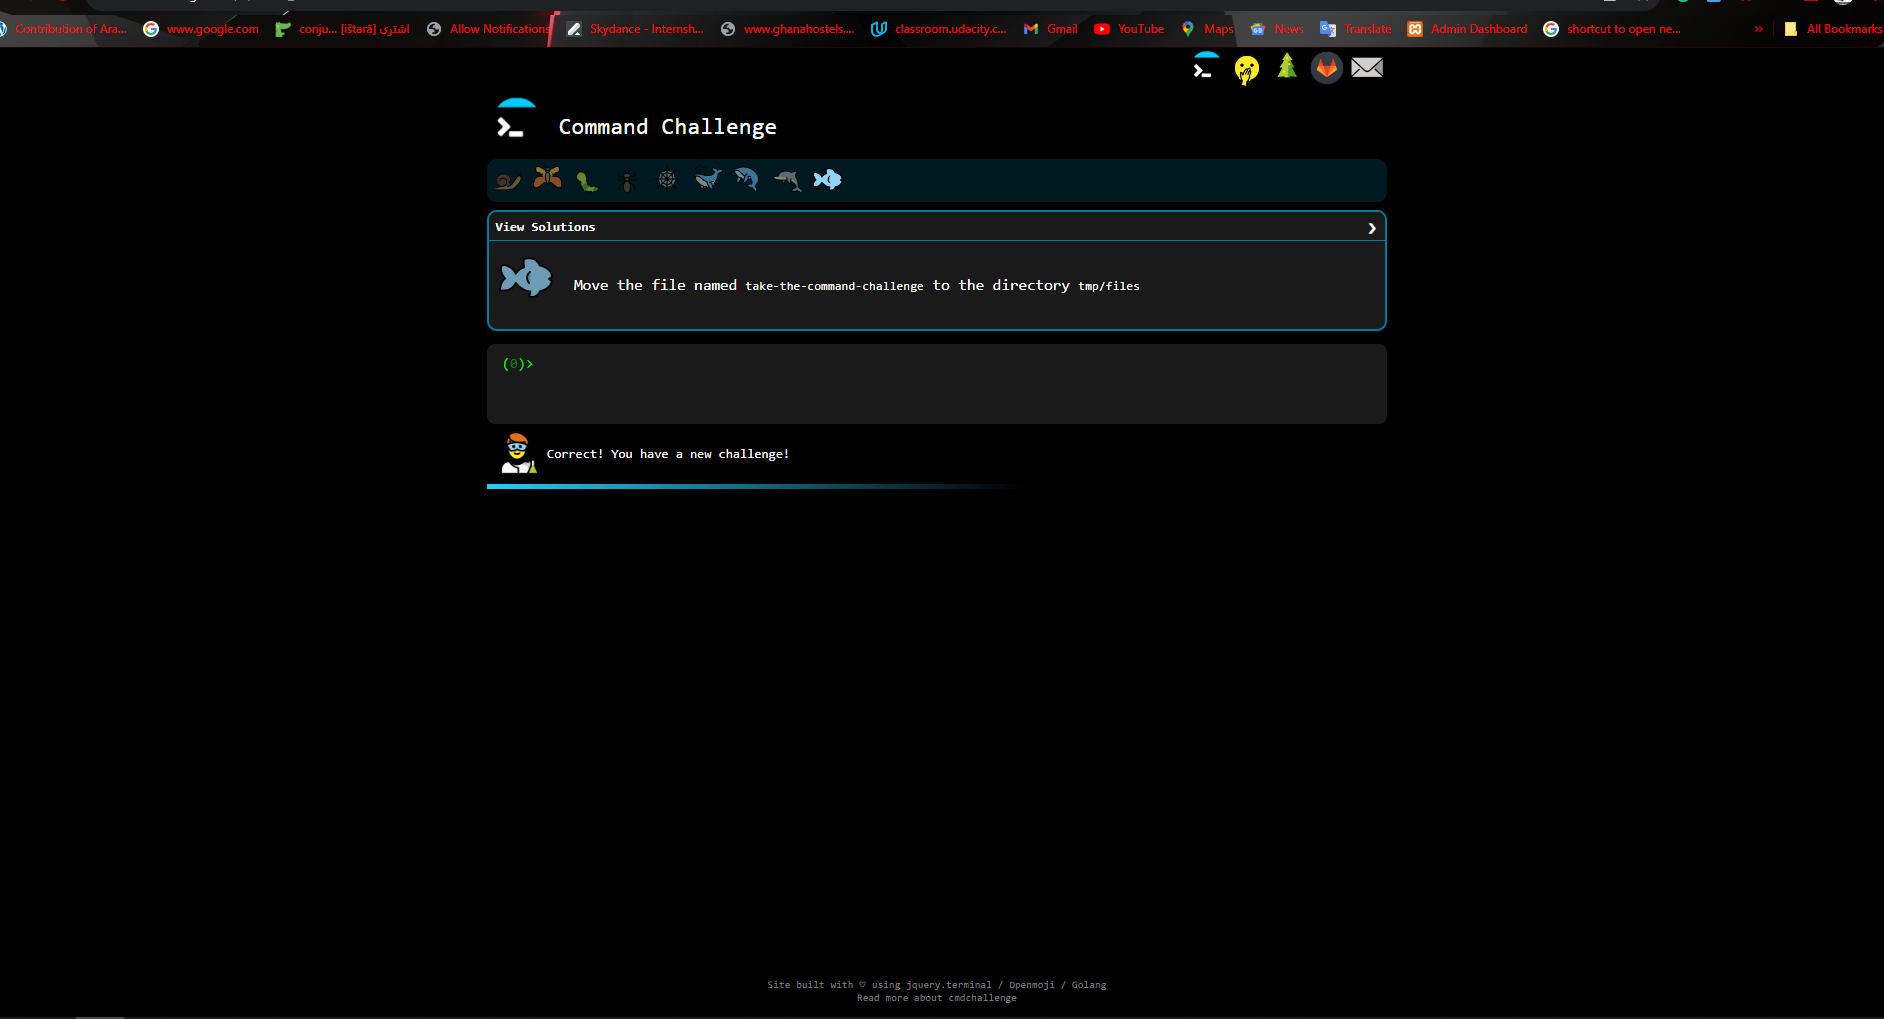 Contribution of Ara... www.google.com conju... [ištarā] اشترى Allow Notifications Skydance - Internsh... www.ghanahostels.... classroom.udacity.c... Gmail YouTube Maps News Translate Admin Dashboard shortcut to open ne... » All Bookmarks
Command Challenge
View Solutions
Move the file named take-the-command-challenge to the directory tmp/files
(0)>
Correct! You have a new challenge!
Site built with ♡ using jquery.terminal / Openmoji / Golang
Read more about cmdchallenge